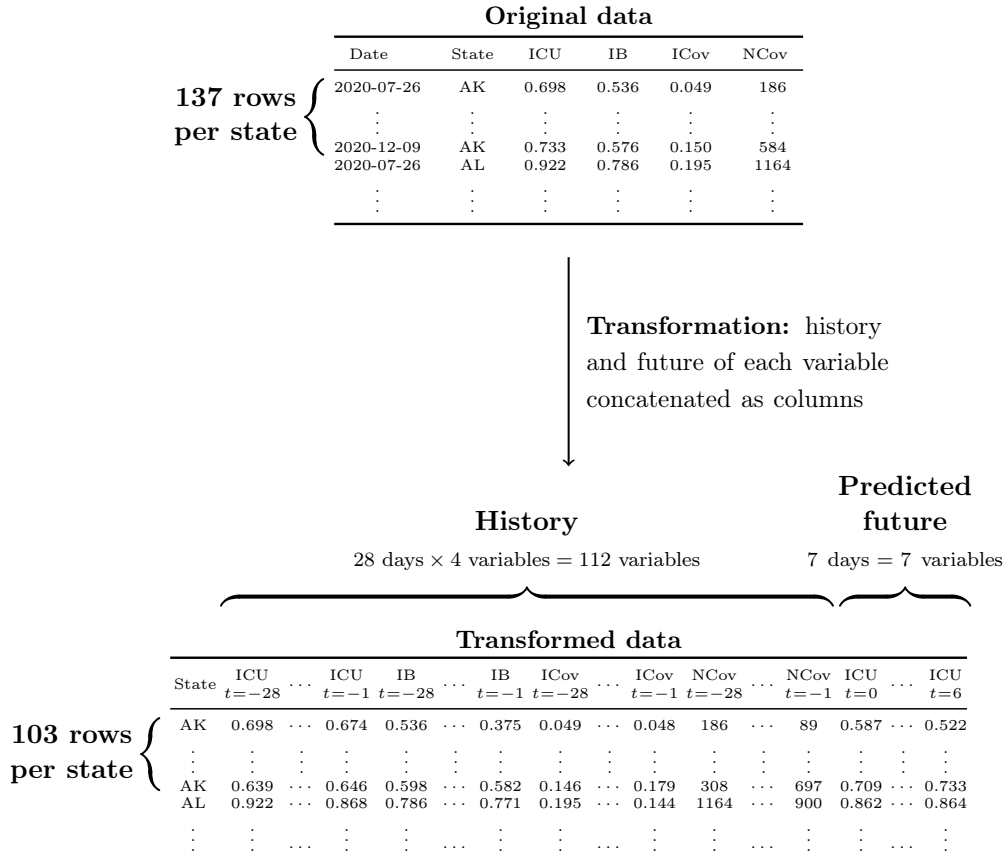 Original data
Date State ICU IB ICov NCov
137 rows
per state
2020-07-26 AK 0.698 0.536 0.049 186
2020-12-09 AK 0.733 0.576 0.150 584
2020-07-26 AL 0.922 0.786 0.195 1164
Transformation: history
and future of each variable
concatenated as columns
History
28 days × 4 variables = 112 variables
Predicted
future
7 days = 7 variables
Transformed data
State ICU ··· ICU IB ··· IB ICov ··· ICov NCov ··· NCov ICU ··· ICU
t=−28 t=−1 t=−28 t=−1 t=−28 t=−1 t=−28 t=−1 t=0 t=6
103 rows
per state
AK 0.698 ··· 0.674 0.536 ··· 0.375 0.049 ··· 0.048 186 ··· 89 0.587 ··· 0.522
AK 0.639 ··· 0.646 0.598 ··· 0.582 0.146 ··· 0.179 308 ··· 697 0.709 ··· 0.733
AL 0.922 ··· 0.868 0.786 ··· 0.771 0.195 ··· 0.144 1164 ··· 900 0.862 ··· 0.864